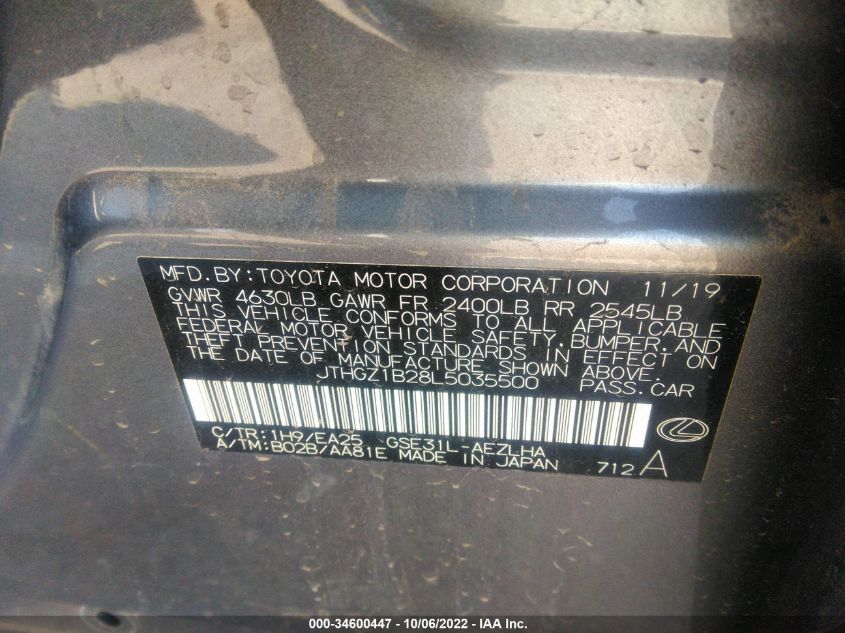 MFD.BY:TOYOTA MOTOR CORPORATION 11/19
GVWR 4630LB GAWR FR 2400LB RR 2545LB
THIS VEHICLE CONFORMS TO ALL APPLICABLE
FEDERAL MOTOR VEHICLE SAFETY,BUMPER,AND
THEFT PREVENTION STANDARDS IN EFFECT ON
THE DATE OF MANUFACTURE SHOWN ABOVE.
JTHGZ1B28L5035500 PASS.CAR
C/TR:1H9/EA25 GSE31L-AEZLHA
A/TM:B02B/AA81E MADE IN JAPAN 712A
000-34600447 - 10/06/2022 - IAA Inc.